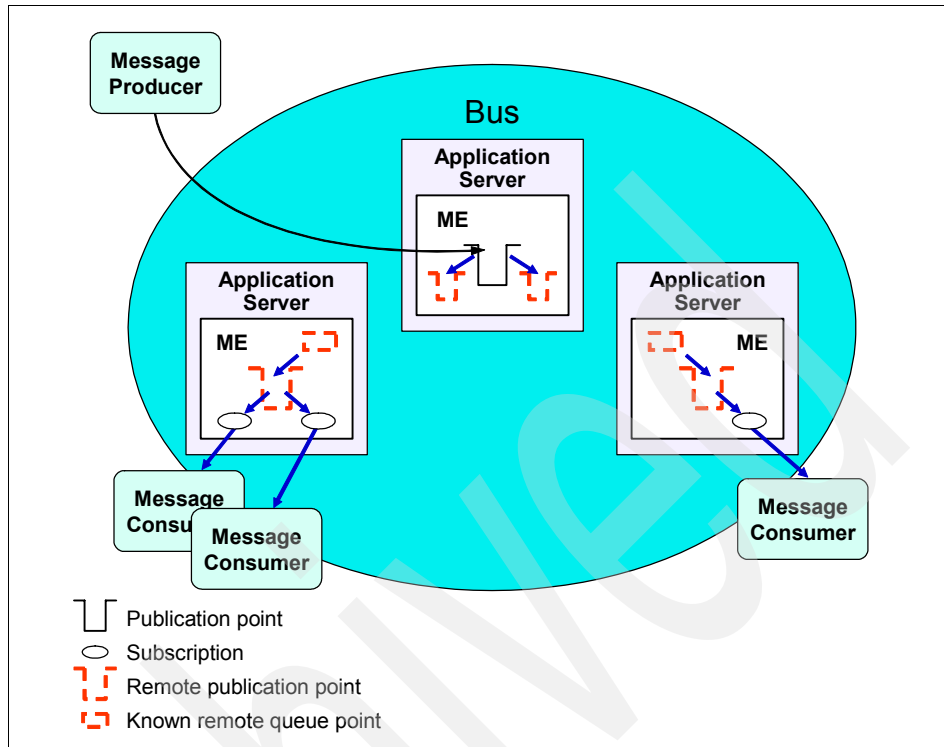 Message
Producer
Bus
Application
Server
ME
Application
Server
ME
Application
Server
ME
Message
Consu
Message
Consumer
Message
Consumer
Publication point
Subscription
Remote publication point
Known remote queue point